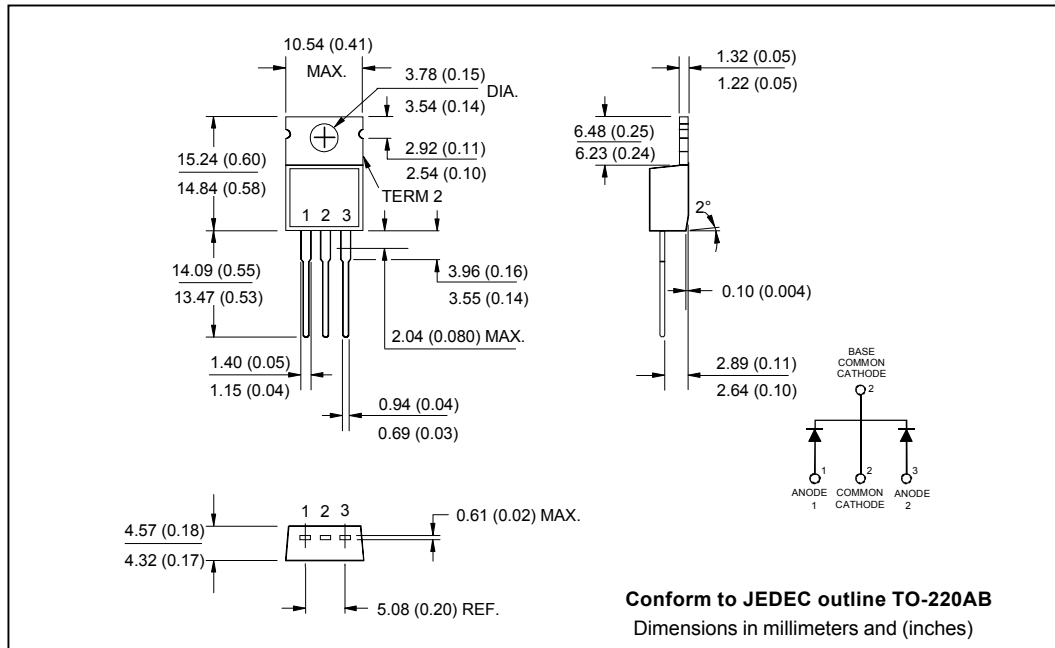 10.54 (0.41)
MAX.
3.78 (0.15)
3.54 (0.14)
DIA.
2.92 (0.11)
2.54 (0.10)
TERM 2
15.24 (0.60)
14.84 (0.58)
1 2 3
14.09 (0.55)
13.47 (0.53)
3.96 (0.16)
3.55 (0.14)
2.04 (0.080) MAX.
1.40 (0.05)
1.15 (0.04)
0.94 (0.04)
0.69 (0.03)
1.32 (0.05)
1.22 (0.05)
6.48 (0.25)
6.23 (0.24)
2°
0.10 (0.004)
2.89 (0.11)
2.64 (0.10)
BASE
COMMON
CATHODE
2
1
2
3
ANODE
1
COMMON
CATHODE
ANODE
2
1 2 3
4.57 (0.18)
4.32 (0.17)
0.61 (0.02) MAX.
5.08 (0.20) REF.
Conform to JEDEC outline TO-220AB
Dimensions in millimeters and (inches)